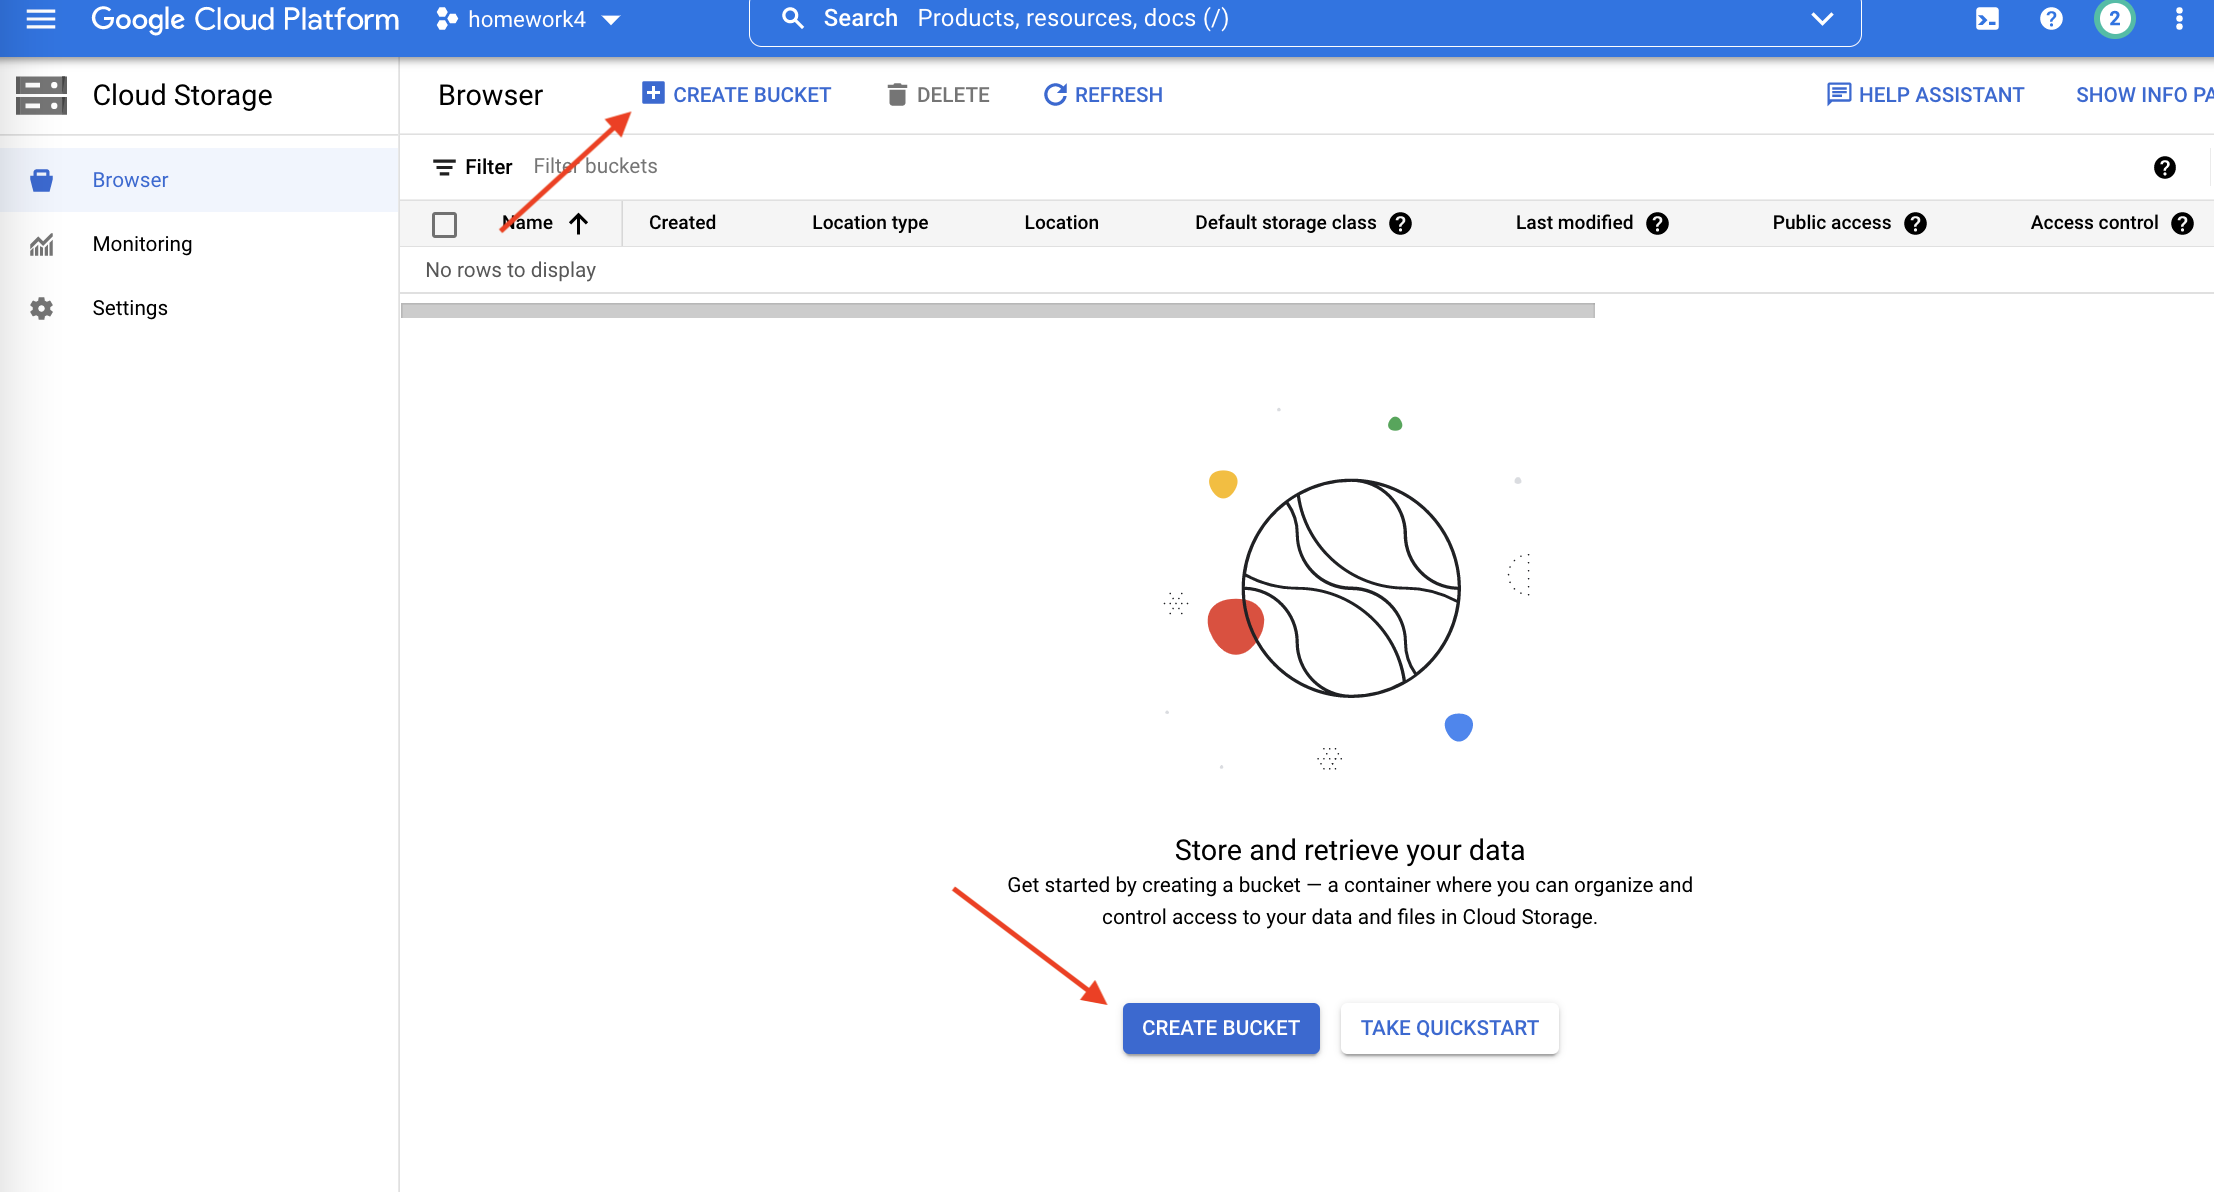 Google Cloud Platform homework4 Search Products, resources, docs (/) 2
Cloud Storage
Browser CREATE BUCKET DELETE REFRESH HELP ASSISTANT SHOW INFO PA
Browser
Monitoring
Settings
Filter Filter buckets
Name Created Location type Location Default storage class Last modified Public access Access control
No rows to display
Store and retrieve your data
Get started by creating a bucket — a container where you can organize and
control access to your data and files in Cloud Storage.
CREATE BUCKET TAKE QUICKSTART